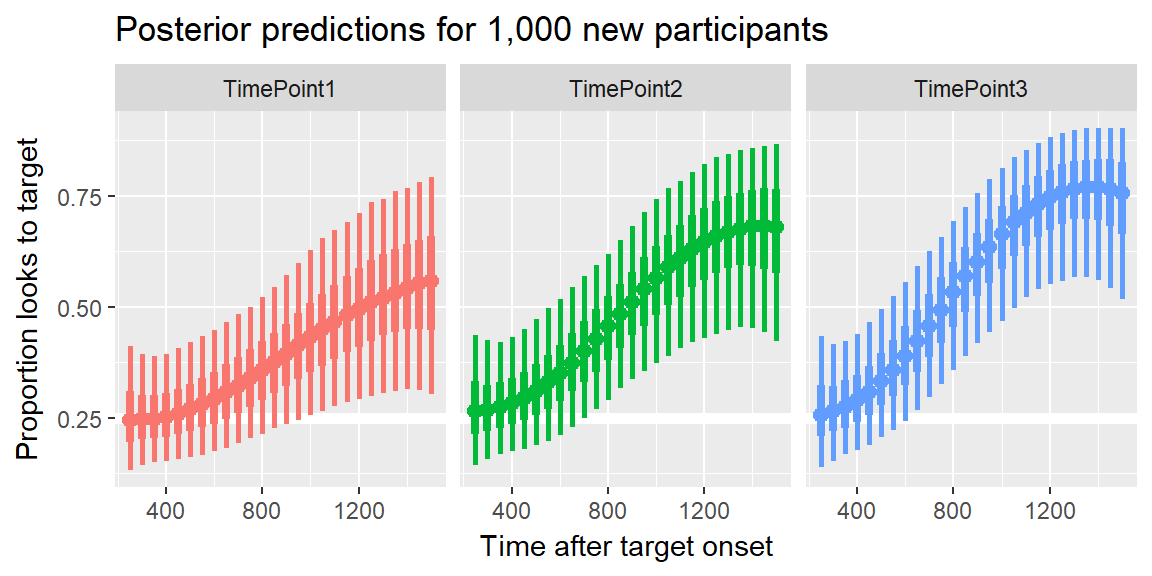 Posterior predictions for 1,000 new participants
TimePoint1 TimePoint2 TimePoint3
Proportion looks to target
0.75
0.50
0.25
400 800 1200 400 800 1200 400 800 1200
Time after target onset